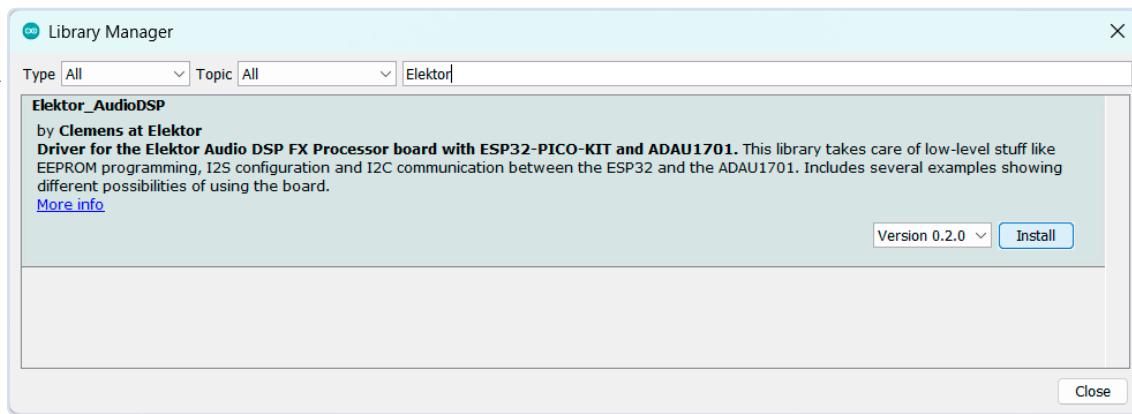 Library Manager
Type All Topic All Elektor
Elektor_AudioDSP
by Clemens at Elektor
Driver for the Elektor Audio DSP FX Processor board with ESP32-PICO-KIT and ADAU1701. This library takes care of low-level stuff like
EEPROM programming, I2S configuration and I2C communication between the ESP32 and the ADAU1701. Includes several examples showing
different possibilities of using the board.
More info
Version 0.2.0 Install
Close